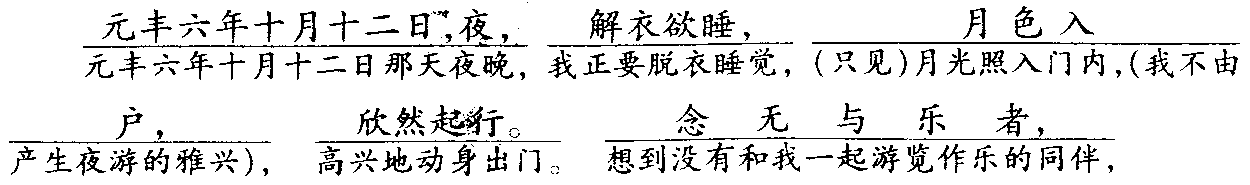 元丰六年十月十二日,夜, 解衣欲睡, 月色入
元丰六年十月十二日那天夜晚,我正要脱衣睡觉,(只见)月光照入门内,(我不由
户, 欣然起行。 念无与乐者,
产生夜游的雅兴), 高兴地动身出门。 想到没有和我一起游览作乐的同伴,